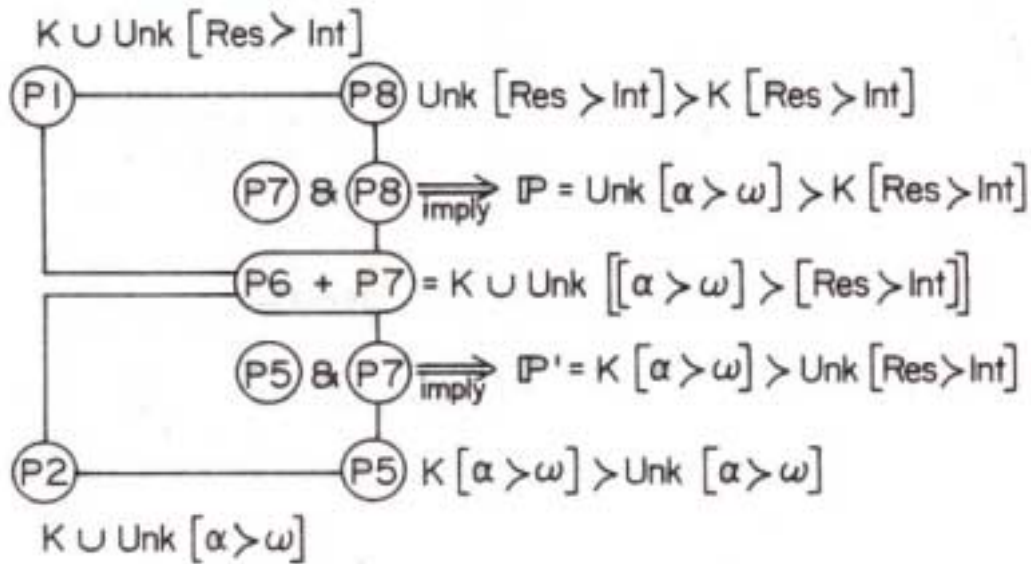 K ∪ Unk [Res ≻ Int]
P1 P8 Unk [Res ≻ Int] ≻ K [Res ≻ Int]
P7 & P8 ⟹ imply ℙ = Unk [α ≻ ω] ≻ K [Res ≻ Int]
P6 + P7 = K ∪ Unk [[α ≻ ω] ≻ [Res ≻ Int]]
P5 & P7 ⟹ imply ℙ' = K [α ≻ ω] ≻ Unk [Res ≻ Int]
P2 P5 K [α ≻ ω] ≻ Unk [α ≻ ω]
K ∪ Unk [α ≻ ω]